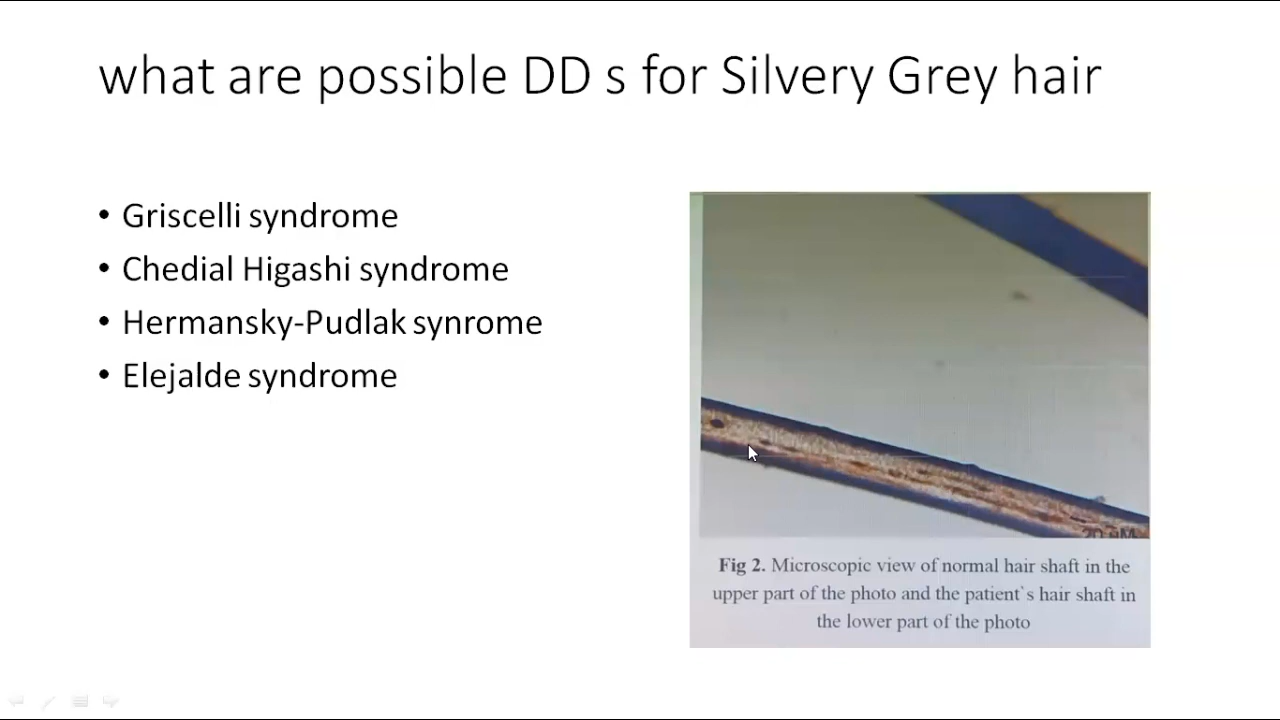 what are possible DD s for Silvery Grey hair
• Griscelli syndrome
• Chedial Higashi syndrome
• Hermansky-Pudlak synrome
• Elejalde syndrome
20 µM
Fig 2. Microscopic view of normal hair shaft in the
upper part of the photo and the patient`s hair shaft in
the lower part of the photo